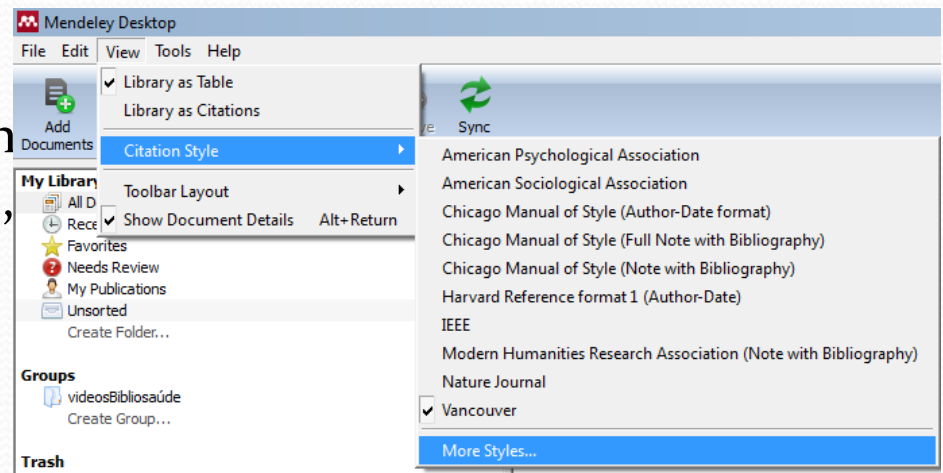 Mendeley Desktop
File Edit View Tools Help
Library as Table
Library as Citations
Add
Documents
Sync
Citation Style
Toolbar Layout
Show Document Details Alt+Return
American Psychological Association
American Sociological Association
Chicago Manual of Style (Author-Date format)
Chicago Manual of Style (Full Note with Bibliography)
Chicago Manual of Style (Note with Bibliography)
Harvard Reference format 1 (Author-Date)
IEEE
Modern Humanities Research Association (Note with Bibliography)
Nature Journal
Vancouver
More Styles...
My Library
All D
Rece
Favorites
Needs Review
My Publications
Unsorted
Create Folder...
Groups
videosBibliosaúde
Create Group...
Trash